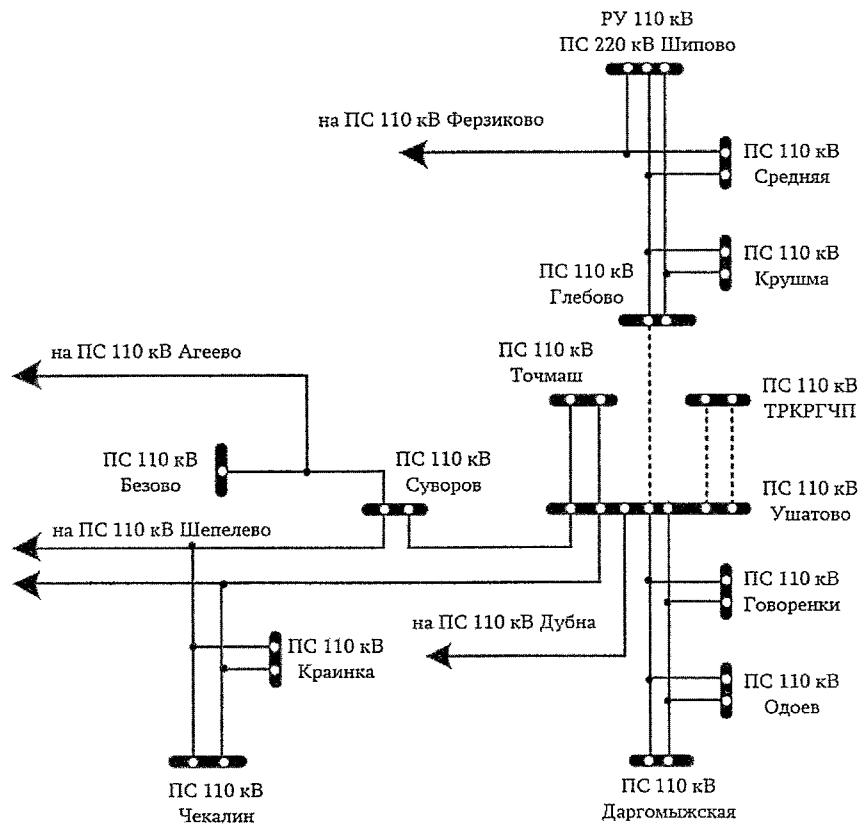 РУ 110 кВ
ПС 220 кВ Шипово
на ПС 110 кВ Ферзиково
ПС 110 кВ
Средняя
ПС 110 кВ
Крушма
ПС 110 кВ
Глебово
на ПС 110 кВ Агеево
ПС 110 кВ
Точмаш
ПС 110 кВ
ТРКРГЧП
ПС 110 кВ
Безово
ПС 110 кВ
Суворов
ПС 110 кВ
Ушатово
на ПС 110 кВ Шепелево
ПС 110 кВ
Говоренки
на ПС 110 кВ Дубна
ПС 110 кВ
Краинка
ПС 110 кВ
Одоев
ПС 110 кВ
Чекалин
ПС 110 кВ
Даргомыжская